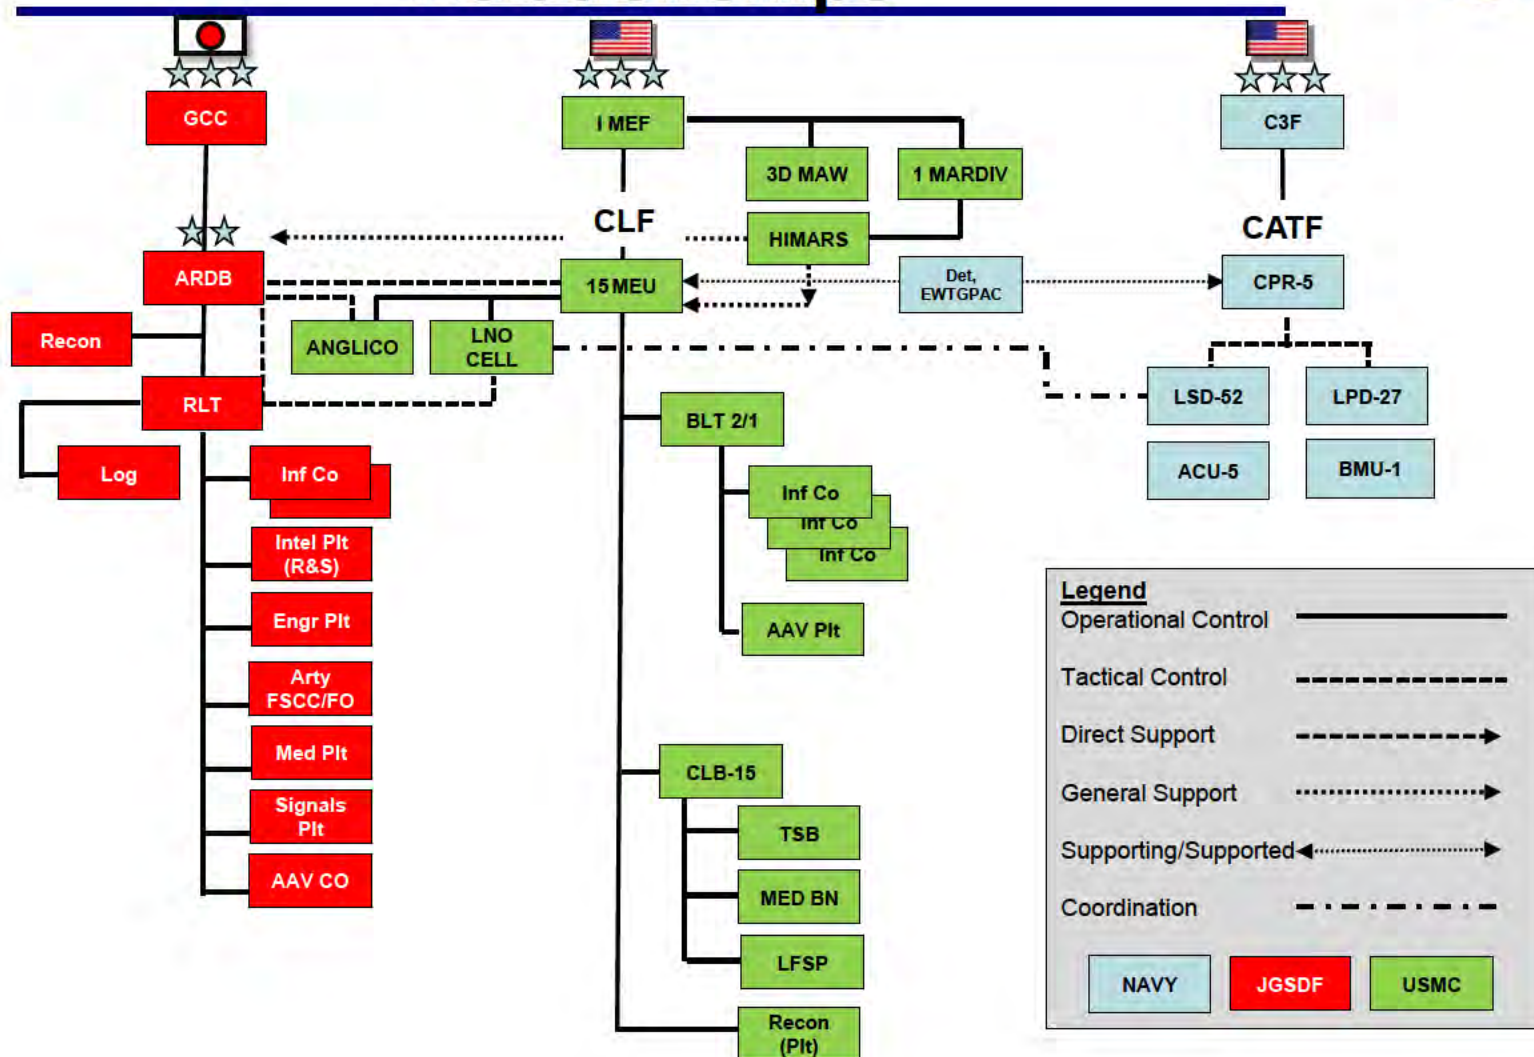 GCC
I MEF
C3F
3D MAW
1 MARDIV
CLF
HIMARS
CATF
ARDB
15 MEU
Det,
EWTGPAC
CPR-5
Recon
ANGLICO
LNO
CELL
RLT
LSD-52
LPD-27
BLT 2/1
Log
Inf Co
ACU-5
BMU-1
Inf Co
Inf Co
Inf Co
Intel Plt
(R&S)
Engr Plt
AAV Plt
Arty
FSCC/FO
Med Plt
CLB-15
Signals
Plt
TSB
AAV CO
MED BN
LFSP
Recon
(Plt)
Legend
Operational Control
Tactical Control
Direct Support
General Support
Supporting/Supported
Coordination
NAVY
JGSDF
USMC